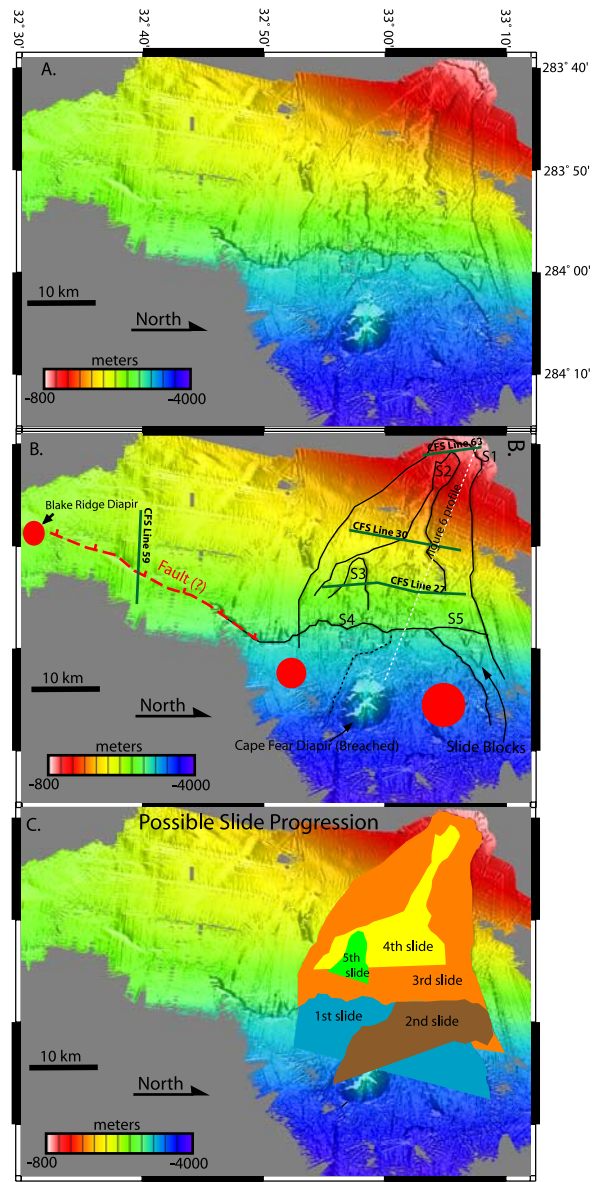 32° 30'
32° 40'
32° 50'
33° 00'
33° 10'
A.
283° 40'
283° 50'
284° 00'
284° 10'
10 km
North
meters
-800
-4000
B.
B.
CFS Line 63
S1
S2
Blake Ridge Diapir
CFS Line 59
CFS Line 30
figure 6 profile
Fault (?)
S3
CFS Line 27
S4
S5
10 km
North
Cape Fear Diapir (Breached)
Slide Blocks
meters
-800
-4000
C.
Possible Slide Progression
4th slide
5th
slide
3rd slide
1st slide
2nd slide
10 km
North
meters
-800
-4000